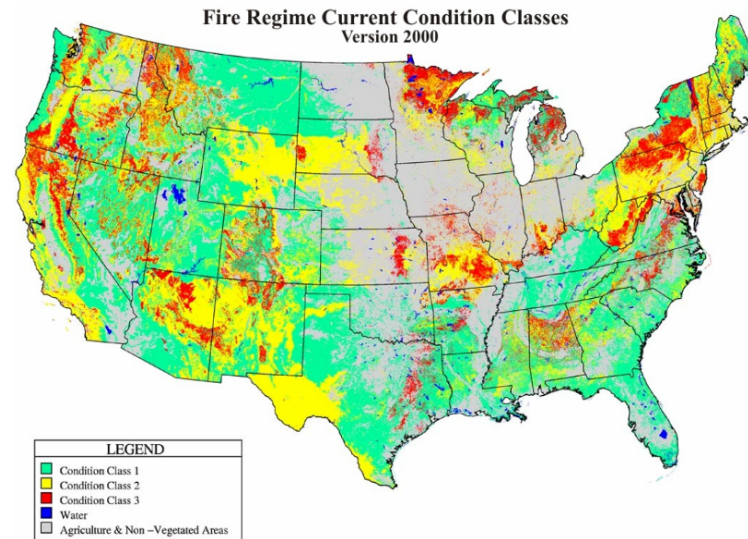 Fire Regime Current Condition Classes
Version 2000
LEGEND
Condition Class 1
Condition Class 2
Condition Class 3
Water
Agriculture & Non -Vegetated Areas